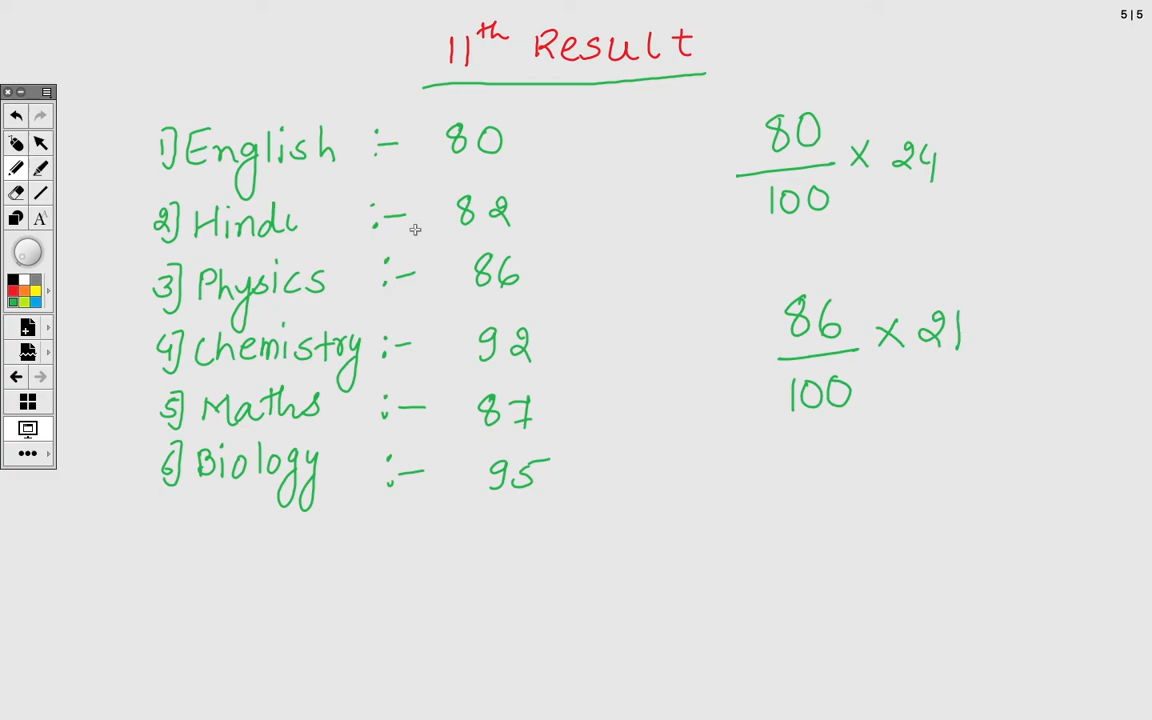 5|5
11th Result
1] English :- 80
2] Hindi :- 82
3] Physics :- 86
4] Chemistry :- 92
5] Maths :- 87
6] Biology :- 95
80/100 × 24
86/100 × 21
A